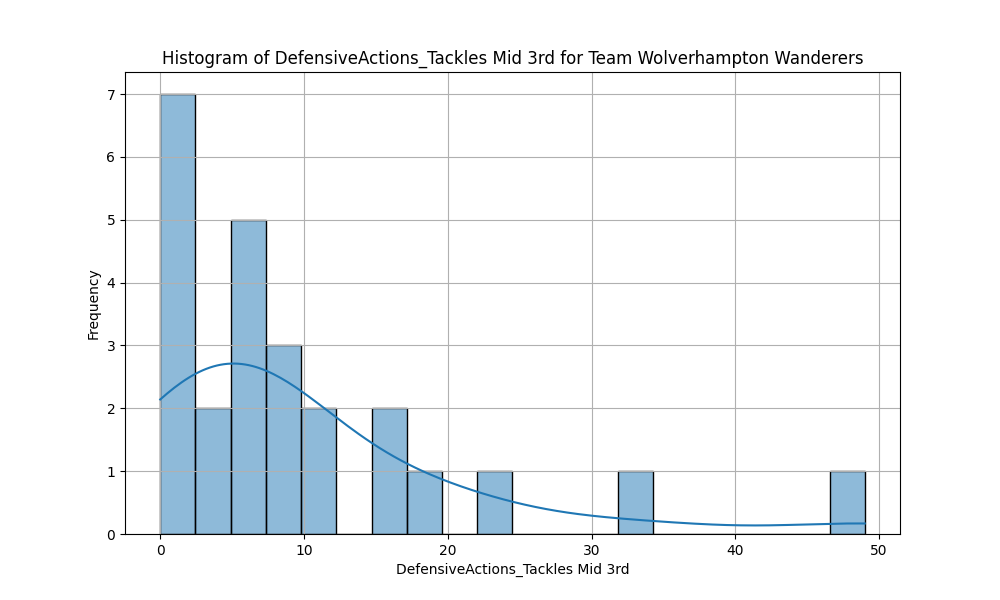 Histogram of DefensiveActions_Tackles Mid 3rd for Team Wolverhampton Wanderers
7
6
5
4
3
2
1
0
Frequency
0 10 20 30 40 50
DefensiveActions_Tackles Mid 3rd